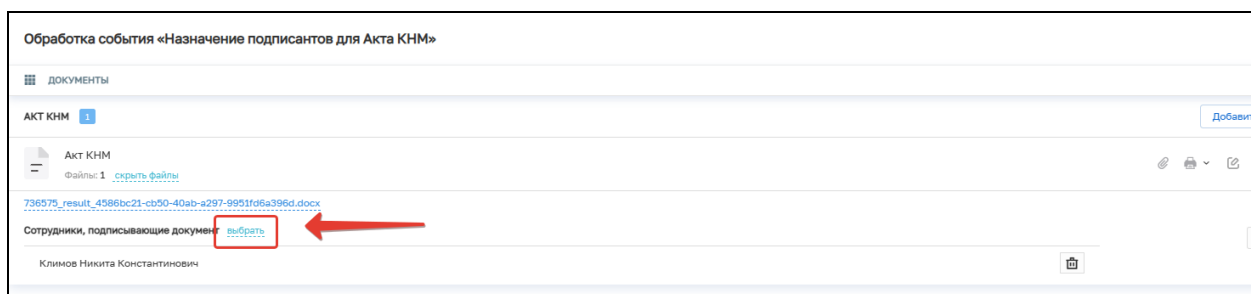 Обработка события «Назначение подписантов для Акта КНМ»
ДОКУМЕНТЫ
АКТ КНМ 1 Добавит
Акт КНМ
Файлы: 1 скрыть файлы
736575_result_4586bc21-cb50-40ab-a297-9951fd6a396d.docx
Сотрудники, подписывающие документ выбрать
Климов Никита Константинович